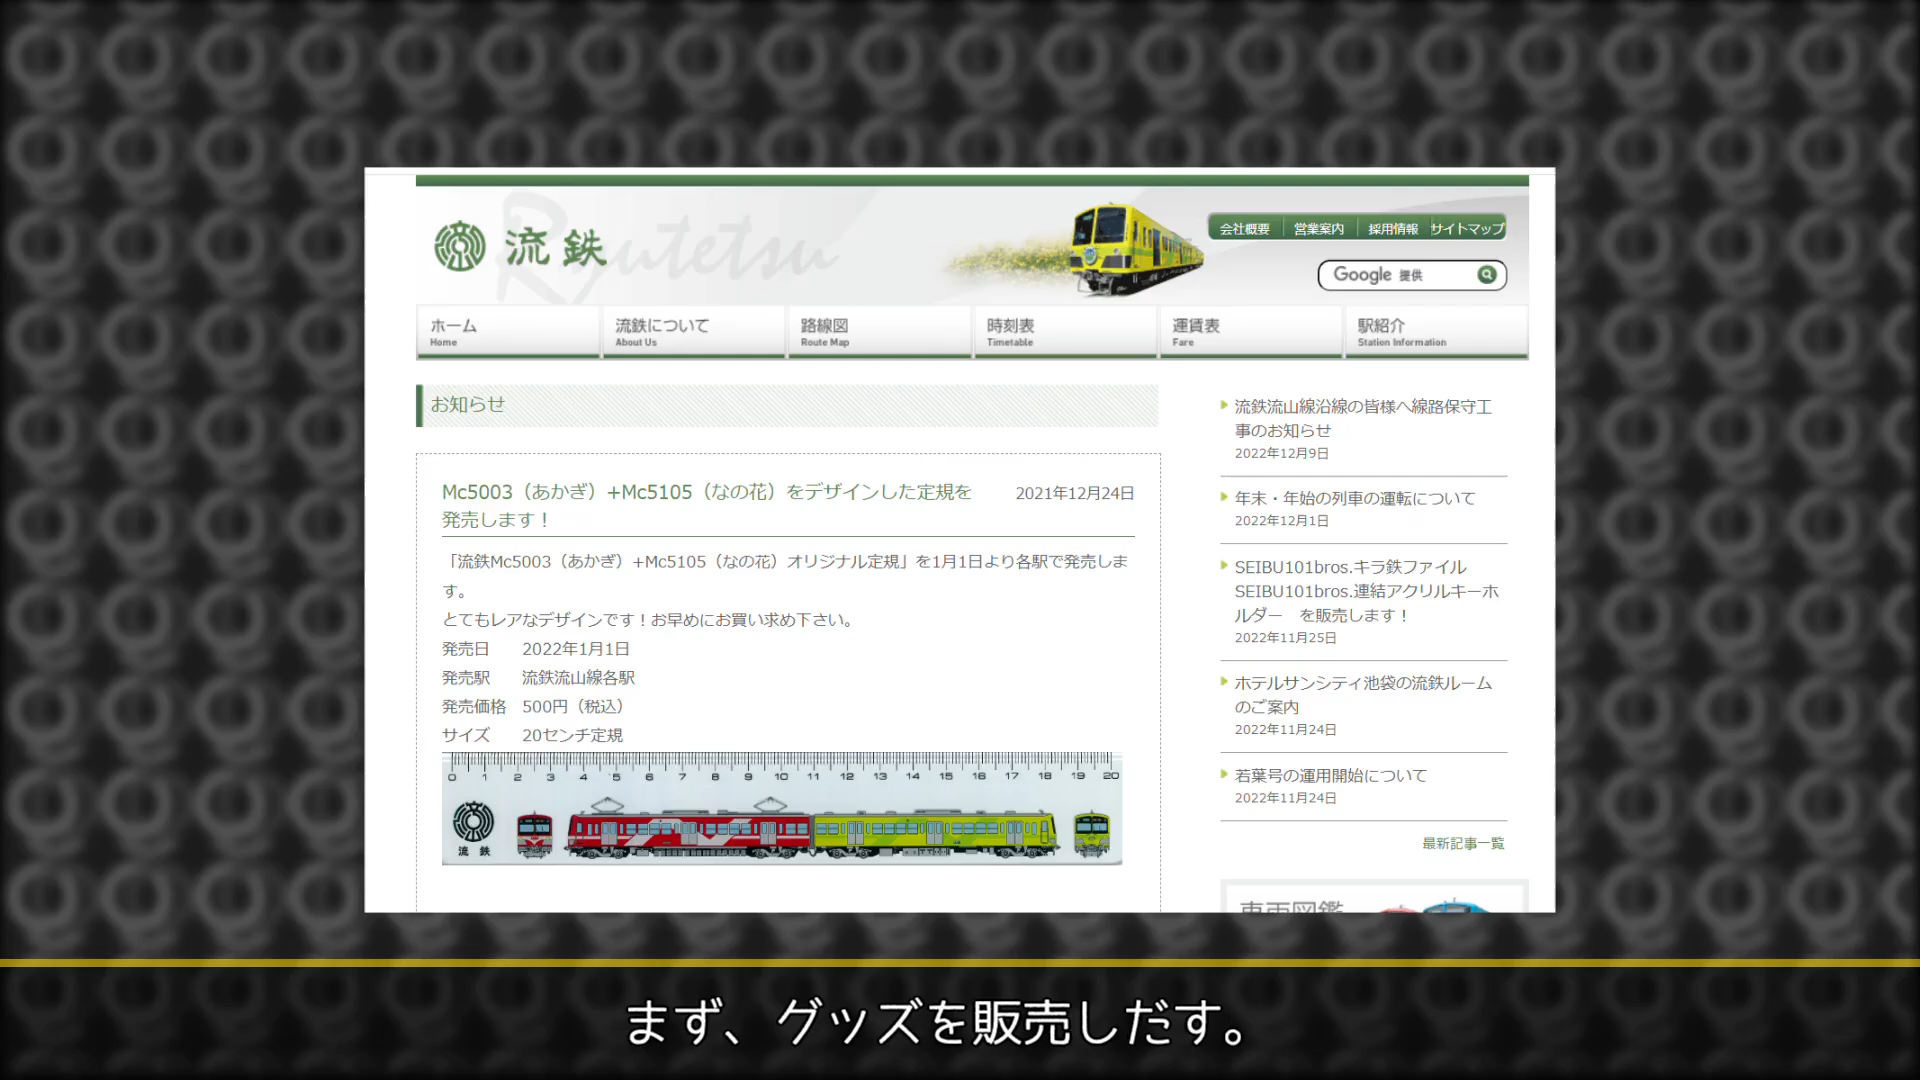 Ryutetsu
流鉄
会社概要 営業案内 採用情報 サイトマップ
Google 提供
ホーム 流鉄について 路線図 時刻表 運賃表 駅紹介
Home About Us Route Map Timetable Fare Station Information
お知らせ
Mc5003（あかぎ）+Mc5105（なの花）をデザインした定規を
発売します！
2021年12月24日
「流鉄Mc5003（あかぎ）+Mc5105（なの花）オリジナル定規」を1月1日より各駅で発売しま
す。
とてもレアなデザインです！お早めにお買い求め下さい。
発売日 2022年1月1日
発売駅 流鉄流山線各駅
発売価格 500円（税込）
サイズ 20センチ定規
0 1 2 3 4 5 6 7 8 9 10 11 12 13 14 15 16 17 18 19 20
流 鉄
流鉄流山線沿線の皆様へ線路保守工
事のお知らせ
2022年12月9日
年末・年始の列車の運転について
2022年12月1日
SEIBU101bros.キラ鉄ファイル
SEIBU101bros.連結アクリルキーホ
ルダー　を販売します！
2022年11月25日
ホテルサンシティ池袋の流鉄ルーム
のご案内
2022年11月24日
若葉号の運用開始について
2022年11月24日
最新記事一覧
車両図鑑
まず、グッズを販売しだす。